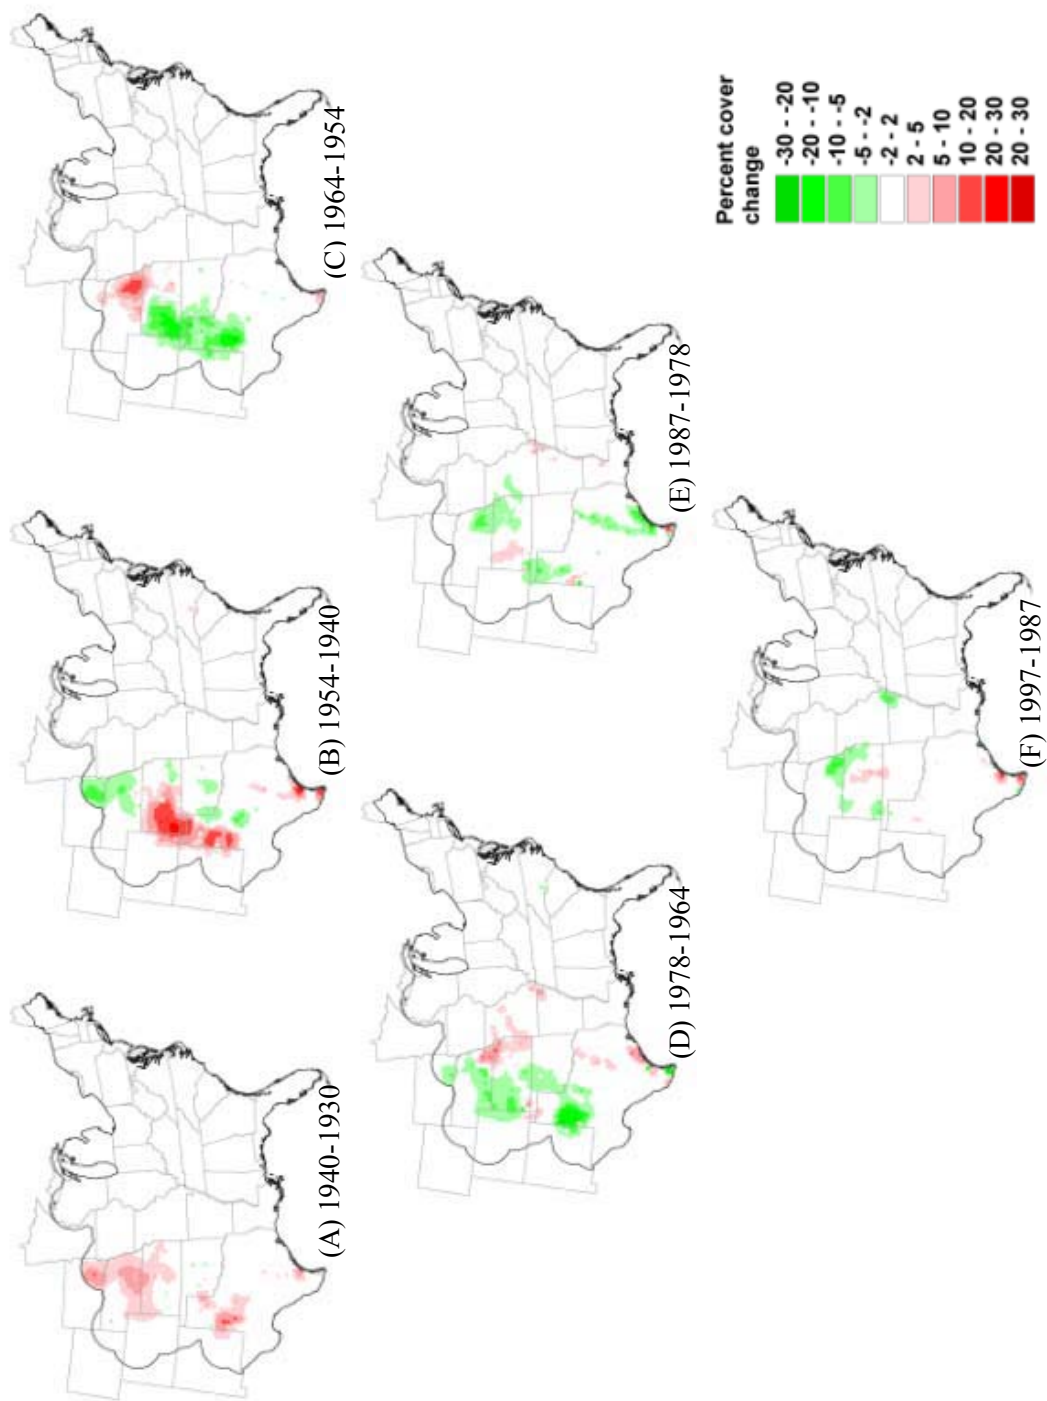 (A) 1940-1930
(B) 1954-1940
(C) 1964-1954
(D) 1978-1964
(E) 1987-1978
(F) 1997-1987
Percent cover
change
-30 - -20
-20 - -10
-10 - -5
-5 - -2
-2 - 2
2 - 5
5 - 10
10 - 20
20 - 30
20 - 30